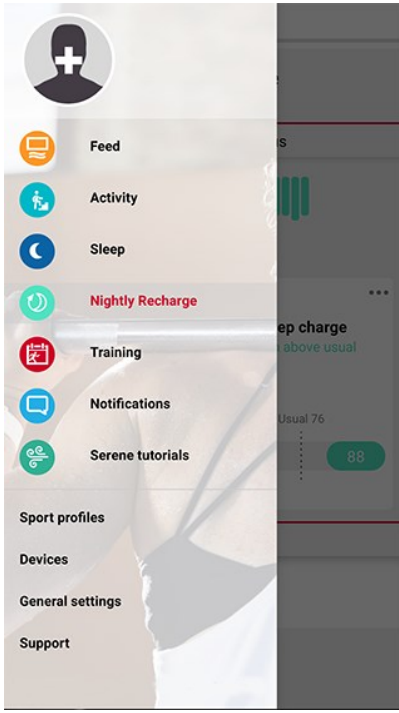 Feed
s
Activity
Sleep
Nightly Recharge
ep charge
above usual
Training
Notifications
Usual 76
Serene tutorials
88
Sport profiles
Devices
General settings
Support